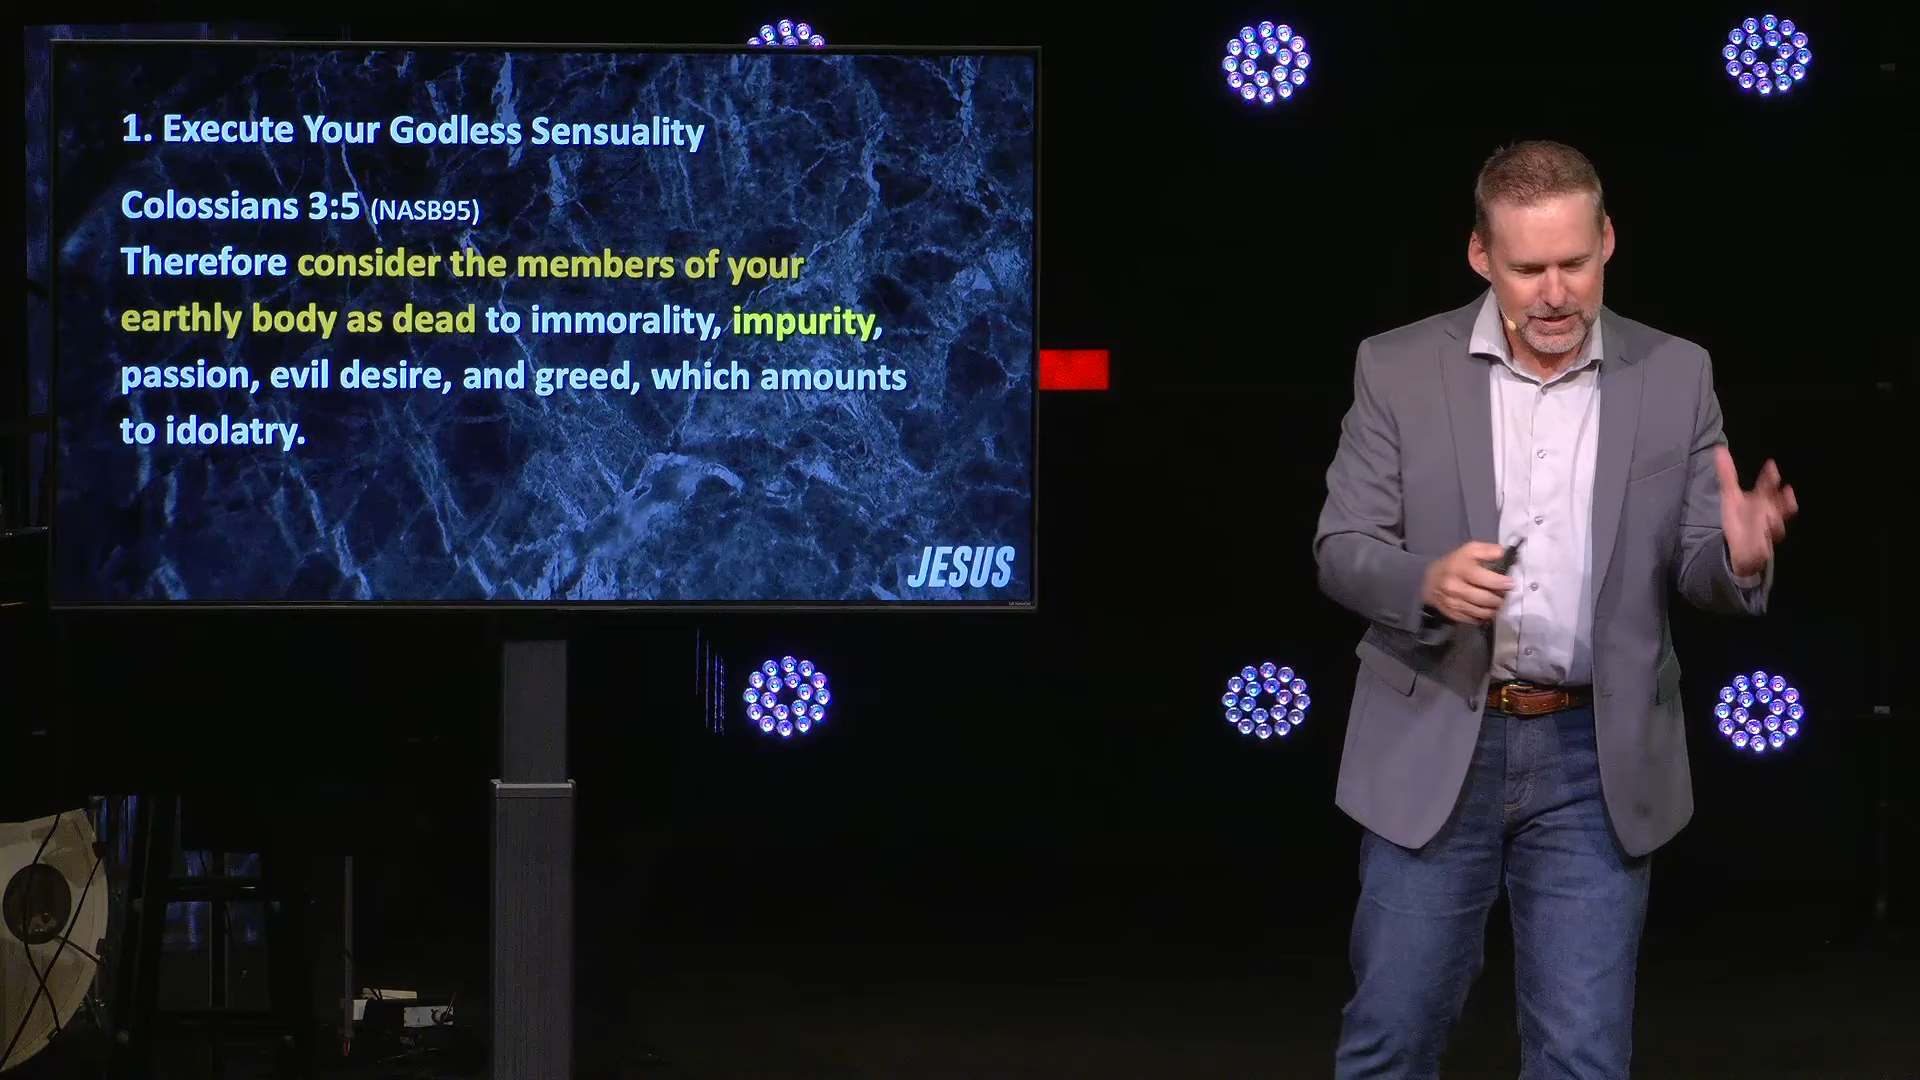 1. Execute Your Godless Sensuality
Colossians 3:5 (NASB95)
Therefore consider the members of your
earthly body as dead to immorality, impurity,
passion, evil desire, and greed, which amounts
to idolatry.
JESUS